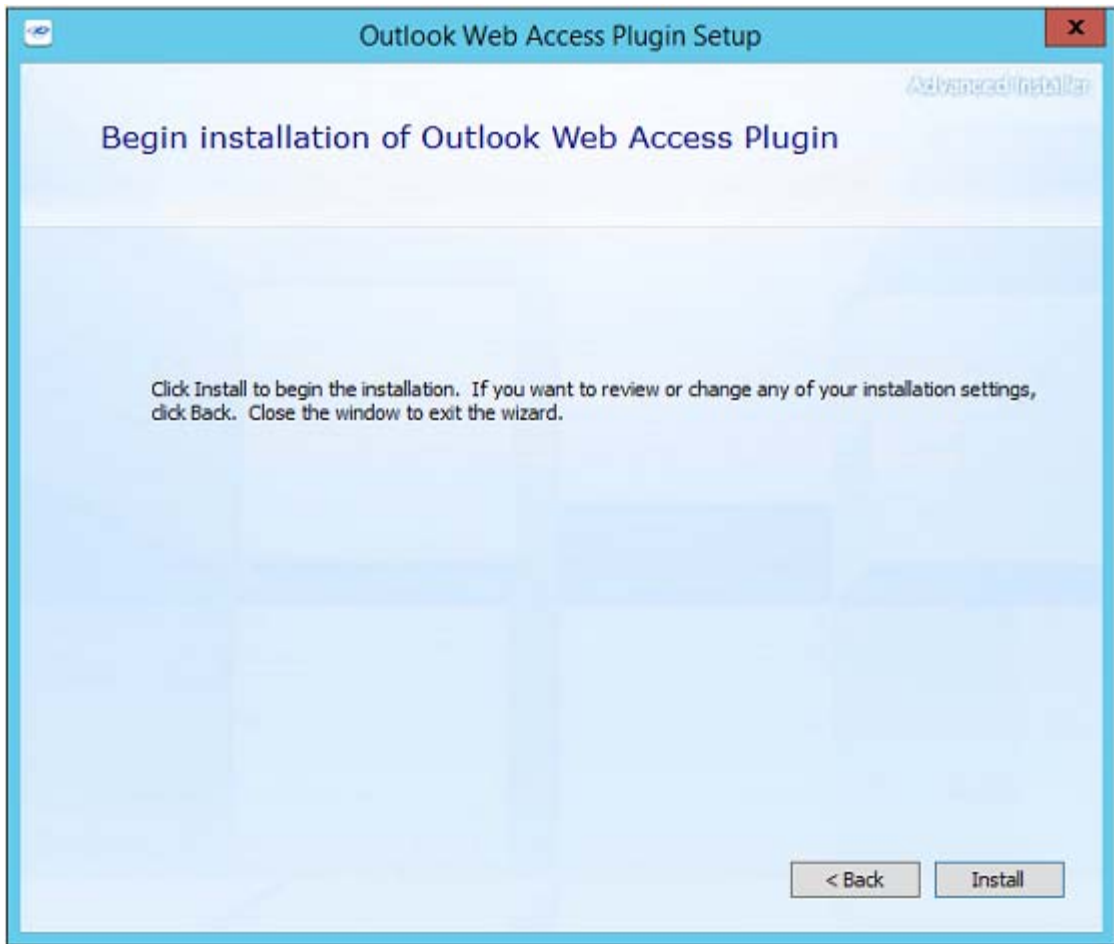 Outlook Web Access Plugin Setup
x
Advanced Installer
Begin installation of Outlook Web Access Plugin
Click Install to begin the installation.  If you want to review or change any of your installation settings,
click Back.  Close the window to exit the wizard.
< Back
Install